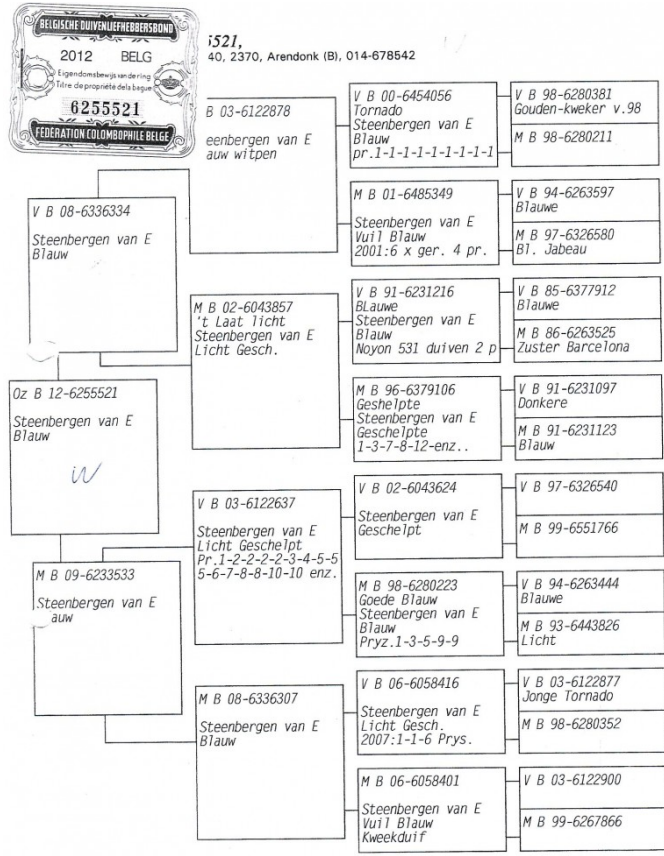 BELGISCHE DUIVENLIEFHEBBERSBOND
2012 BELG
Eigendomsbewijs van de ring
Titre de propriété de la bague
6255521
FÉDÉRATION COLOMBOPHILE BELGE
5521,
40, 2370, Arendonk (B), 014-678542
Oz B 12-6255521
Steenbergen van E
Blauw
V B 08-6336334
Steenbergen van E
Blauw
M B 09-6233533
Steenbergen van E
auw
B 03-6122878
eenbergen van E
auw witpen
M B 02-6043857
't Laat licht
Steenbergen van E
Licht Gesch.
V B 03-6122637
Steenbergen van E
Licht Geschelpt
Pr.1-2-2-2-2-3-4-5-5
5-6-7-8-8-10-10 enz.
M B 08-6336307
Steenbergen van E
Blauw
V B 00-6454056
Tornado
Steenbergen van E
Blauw
pr.1-1-1-1-1-1-1-1-1
M B 01-6485349
Steenbergen van E
Vuil Blauw
2001:6 x ger. 4 pr.
V B 91-6231216
BLauwe
Steenbergen van E
Blauw
Noyon 531 duiven 2 p
M B 96-6379106
Geshelpte
Steenbergen van E
Geschelpte
1-3-7-8-12-enz..
V B 02-6043624
Steenbergen van E
Geschelpt
M B 98-6280223
Goede Blauw
Steenbergen van E
Blauw
Pryz.1-3-5-9-9
V B 06-6058416
Steenbergen van E
Licht Gesch.
2007:1-1-6 Prys.
M B 06-6058401
Steenbergen van E
Vuil Blauw
Kweekduif
V B 98-6280381
Gouden-kweker v.98
M B 98-6280211
V B 94-6263597
Blauwe
M B 97-6326580
Bl. Jabeau
V B 85-6377912
Blauwe
M B 86-6263525
Zuster Barcelona
V B 91-6231097
Donkere
M B 91-6231123
Blauw
V B 97-6326540
M B 99-6551766
V B 94-6263444
Blauwe
M B 93-6443826
Licht
V B 03-6122877
Jonge Tornado
M B 98-6280352
V B 03-6122900
M B 99-6267866